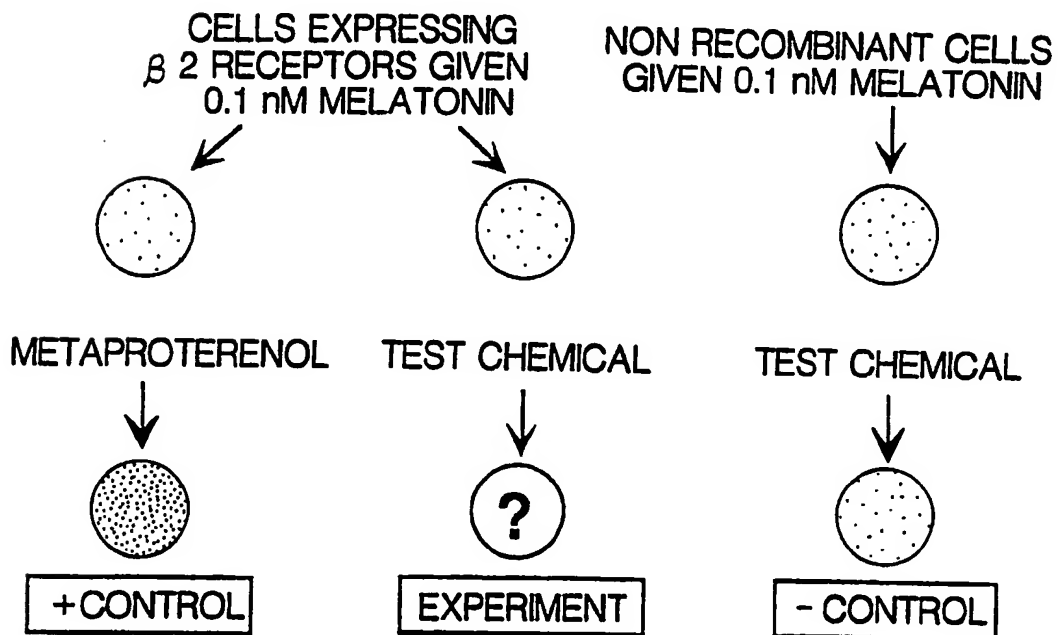 CELLS EXPRESSING
β 2 RECEPTORS GIVEN
0.1 nM MELATONIN
NON RECOMBINANT CELLS
GIVEN 0.1 nM MELATONIN
METAPROTERENOL
TEST CHEMICAL
TEST CHEMICAL
?
+CONTROL
EXPERIMENT
- CONTROL